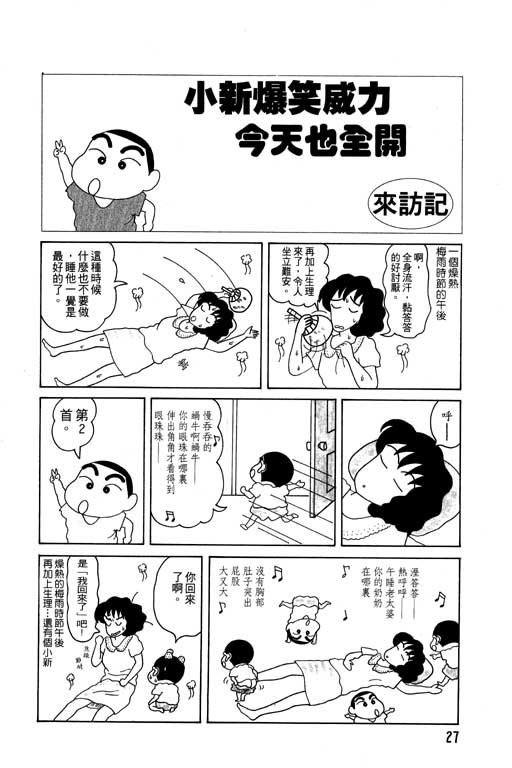 小新爆笑威力
今天也全開
來訪記
一個燥熱
梅雨時節的午後
啊，
全身流汗，黏答答
的好討厭。
再加上生理
來了，令人
坐立難安。
這種時候
什麼也不要做
，睡他一覺是
最好的了。
呼——
慢吞吞的
蝸牛啊蝸牛——
你的眼珠在哪裏
伸出角角才看得到
眼珠珠——
第2
首。
溼答答——
熱呼呼——
午睡老太婆
你的奶奶
在哪裏
沒有胸部
肚子突出
屁股
大又大
你回來
了啊。
是「我回來了」吧！
燥熱的梅雨時節午後
再加上生理…還有個小新
27